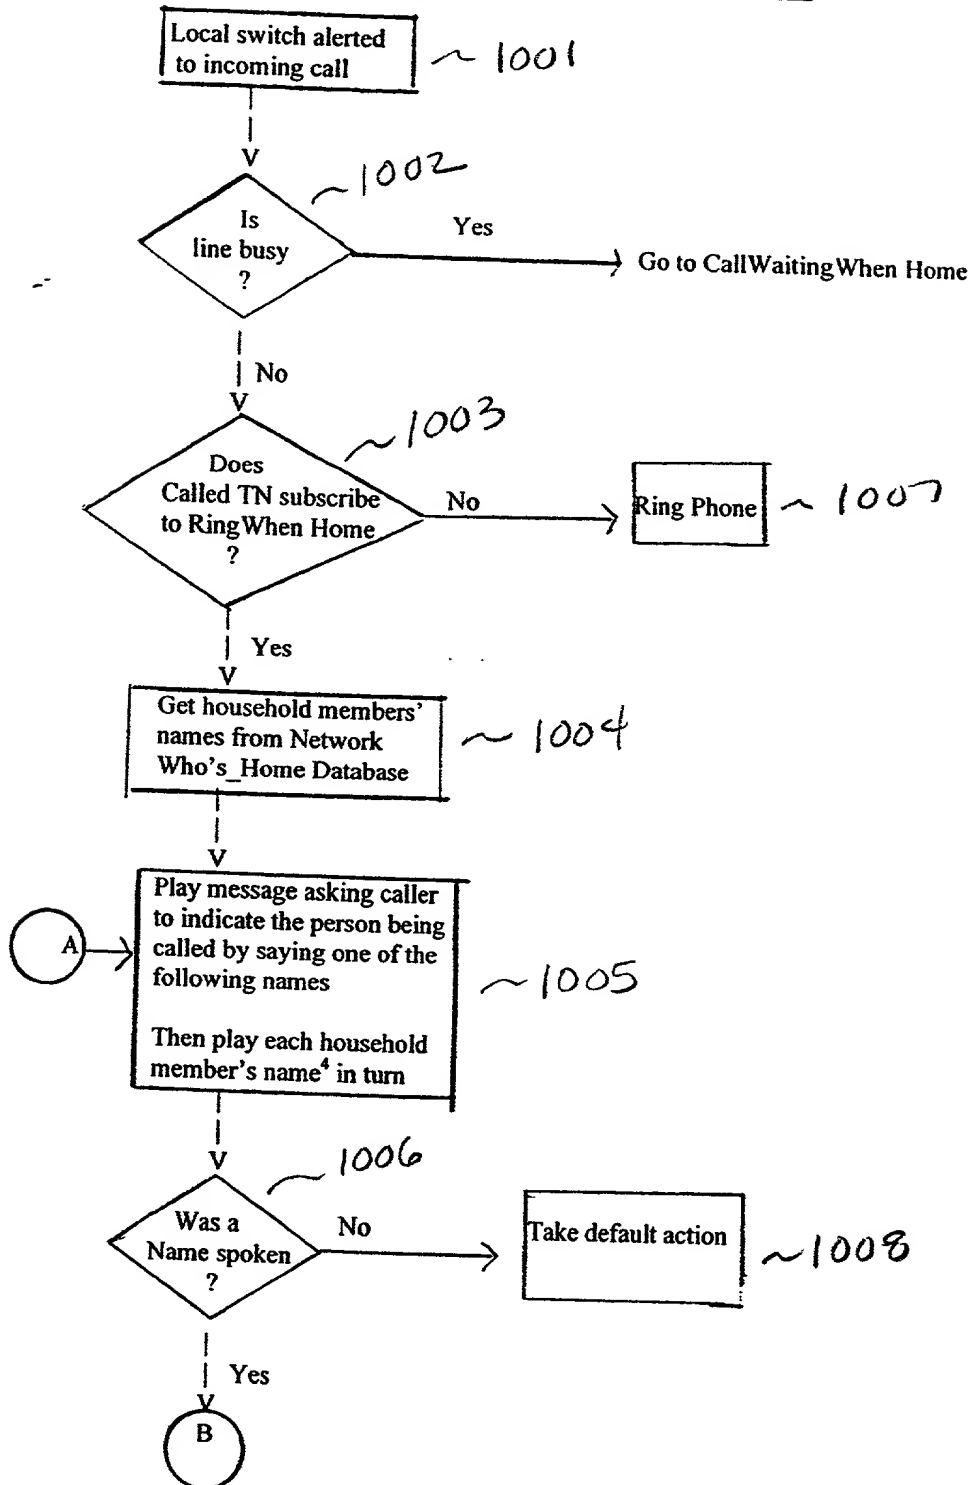 Local switch alerted
to incoming call
~ 1001
V
~1002
Is
line busy
?
Yes
Go to CallWaitingWhen Home
No
V
~1003
Does
Called TN subscribe
to RingWhen Home
?
No
Ring Phone
~ 1007
Yes
V
Get household members’
names from Network
Who's_Home Database
~ 1004
V
A
Play message asking caller
to indicate the person being
called by saying one of the
following names
Then play each household
member’s name⁴ in turn
~1005
V
~1006
Was a
Name spoken
?
No
Take default action
~1008
Yes
V
B